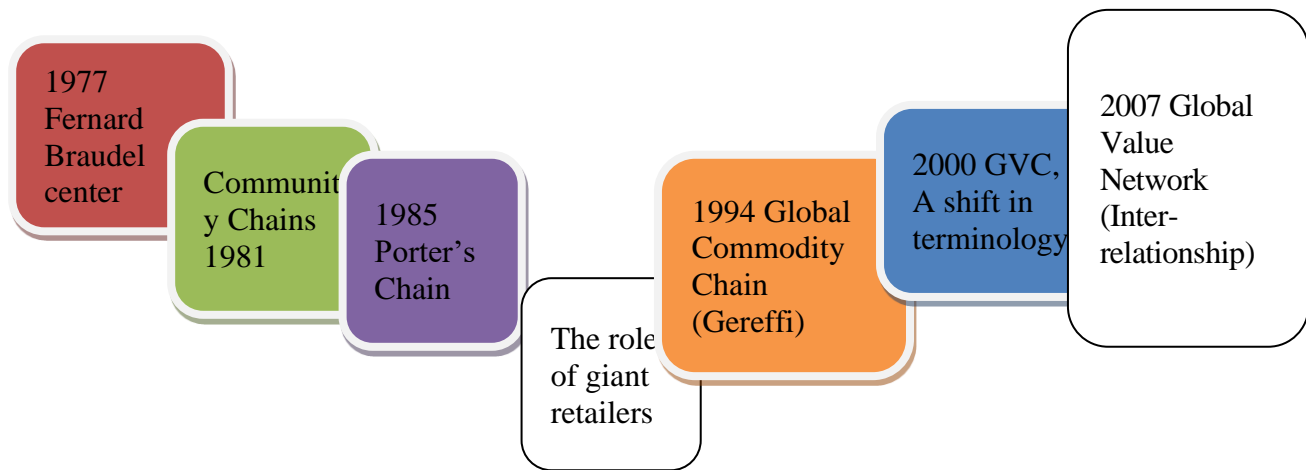 1977
Fernard
Braudel
center
Communit
y Chains
1981
1985
Porter's
Chain
The role
of giant
retailers
1994 Global
Commodity
Chain
(Gereffi)
2000 GVC,
A shift in
terminology
2007 Global
Value
Network
(Inter-
relationship)